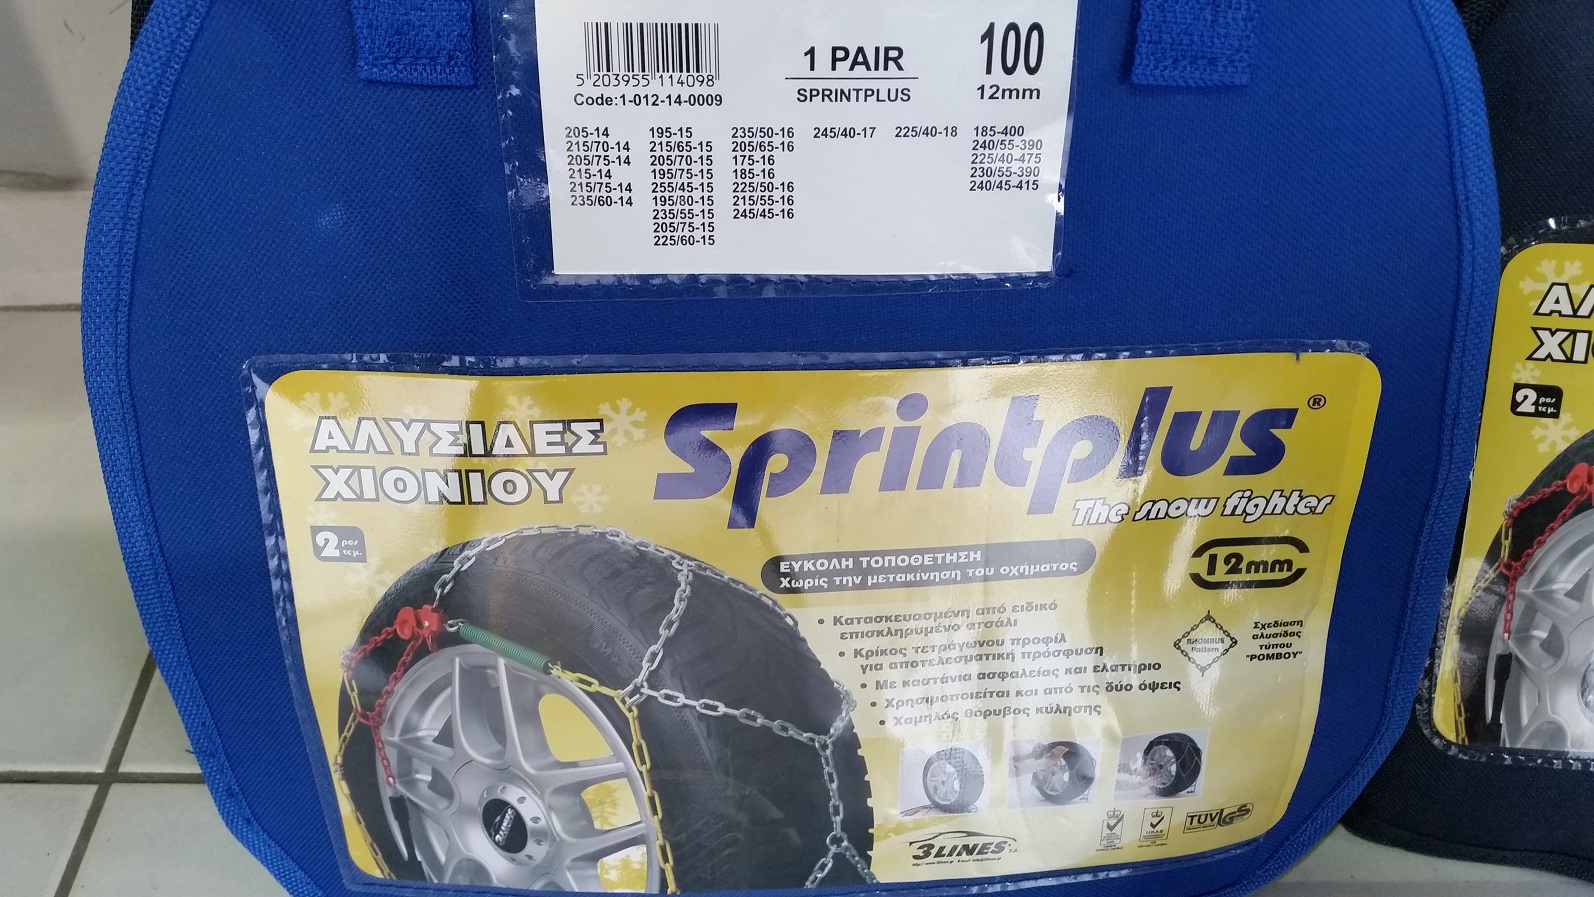 5 203955 114098
Code:1-012-14-0009
1 PAIR
SPRINTPLUS
100
12mm
205-14
215/70-14
205/75-14
215-14
215/75-14
235/60-14
195-15
215/65-15
205/70-15
195/75-15
255/45-15
195/80-15
235/55-15
205/75-15
225/60-15
235/50-16
205/65-16
175-16
185-16
225/50-16
215/55-16
245/45-16
245/40-17
225/40-18
185-400
240/55-390
225/40-475
230/55-390
240/45-415
ΑΛΥΣΙΔΕΣ
ΧΙΟΝΙΟΥ
2 pcs
τεμ.
Sprintplus®
The snow fighter
ΕΥΚΟΛΗ ΤΟΠΟΘΕΤΗΣΗ
Χωρίς την μετακίνηση του οχήματος
12mm
• Κατασκευασμένη από ειδικό
επισκληρυμένο ατσάλι
• Κρίκος τετράγωνου προφίλ
για αποτελεσματική πρόσφυση
• Με καστάνια ασφαλείας και ελατήριο
• Χρησιμοποιείται και από τις δύο όψεις
• Χαμηλός θόρυβος κύλησης
RHOMBUS
Pattern
Σχεδίαση
αλυσίδας
τύπου
"ΡΟΜΒΟΥ"
3LINES S.A.
UKAS
TUV GS
ΑΛ
ΧΙ
2 pcs
τεμ.